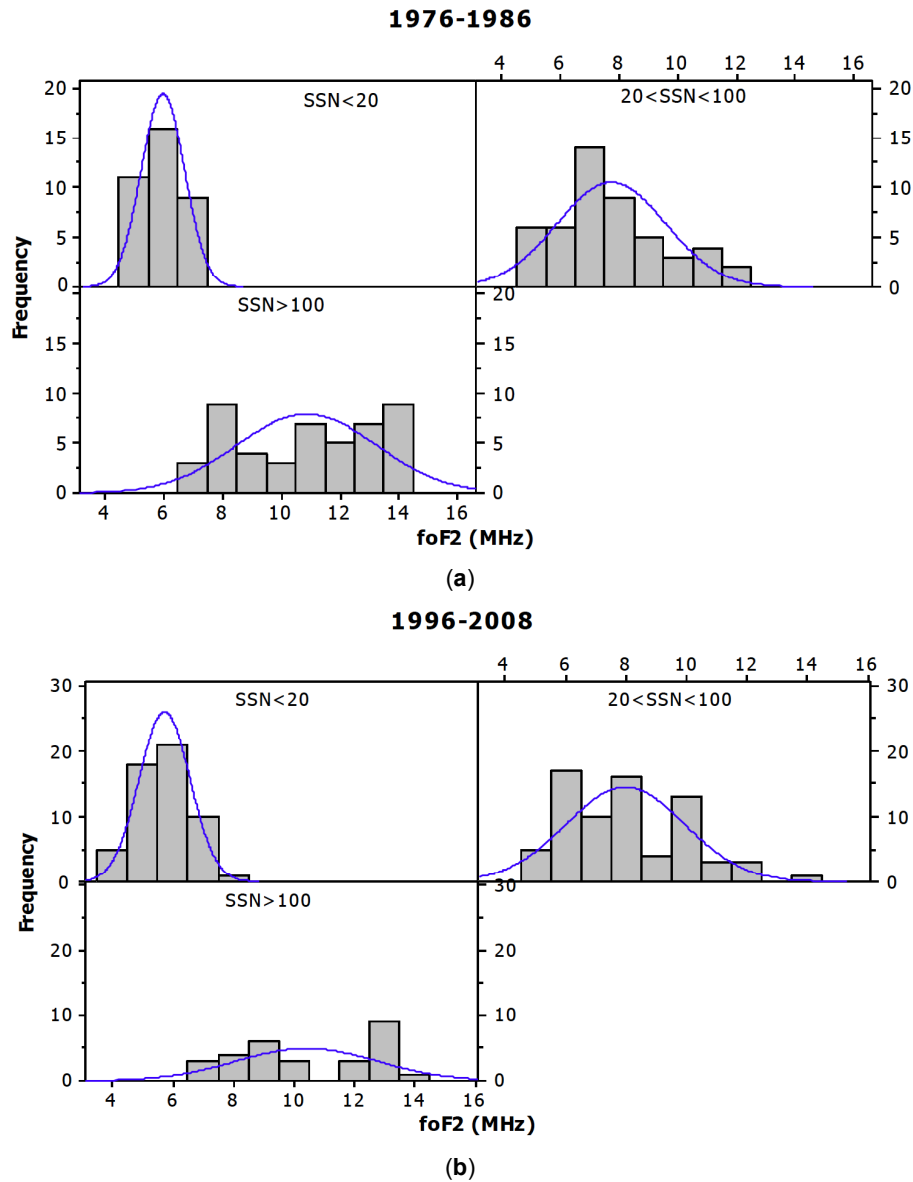 1976-1986
4 6 8 10 12 14 16
20 SSN<20 20<SSN<100 20
15 15
10 10
5 5
0 0
Frequency
SSN>100 20
15 15
10 10
5 5
0 0
4 6 8 10 12 14 16
foF2 (MHz)
(a)
1996-2008
4 6 8 10 12 14 16
30 SSN<20 20<SSN<100 30
20 20
10 10
0 0
Frequency
SSN>100 30
20 20
10 10
0 0
4 6 8 10 12 14 16
foF2 (MHz)
(b)